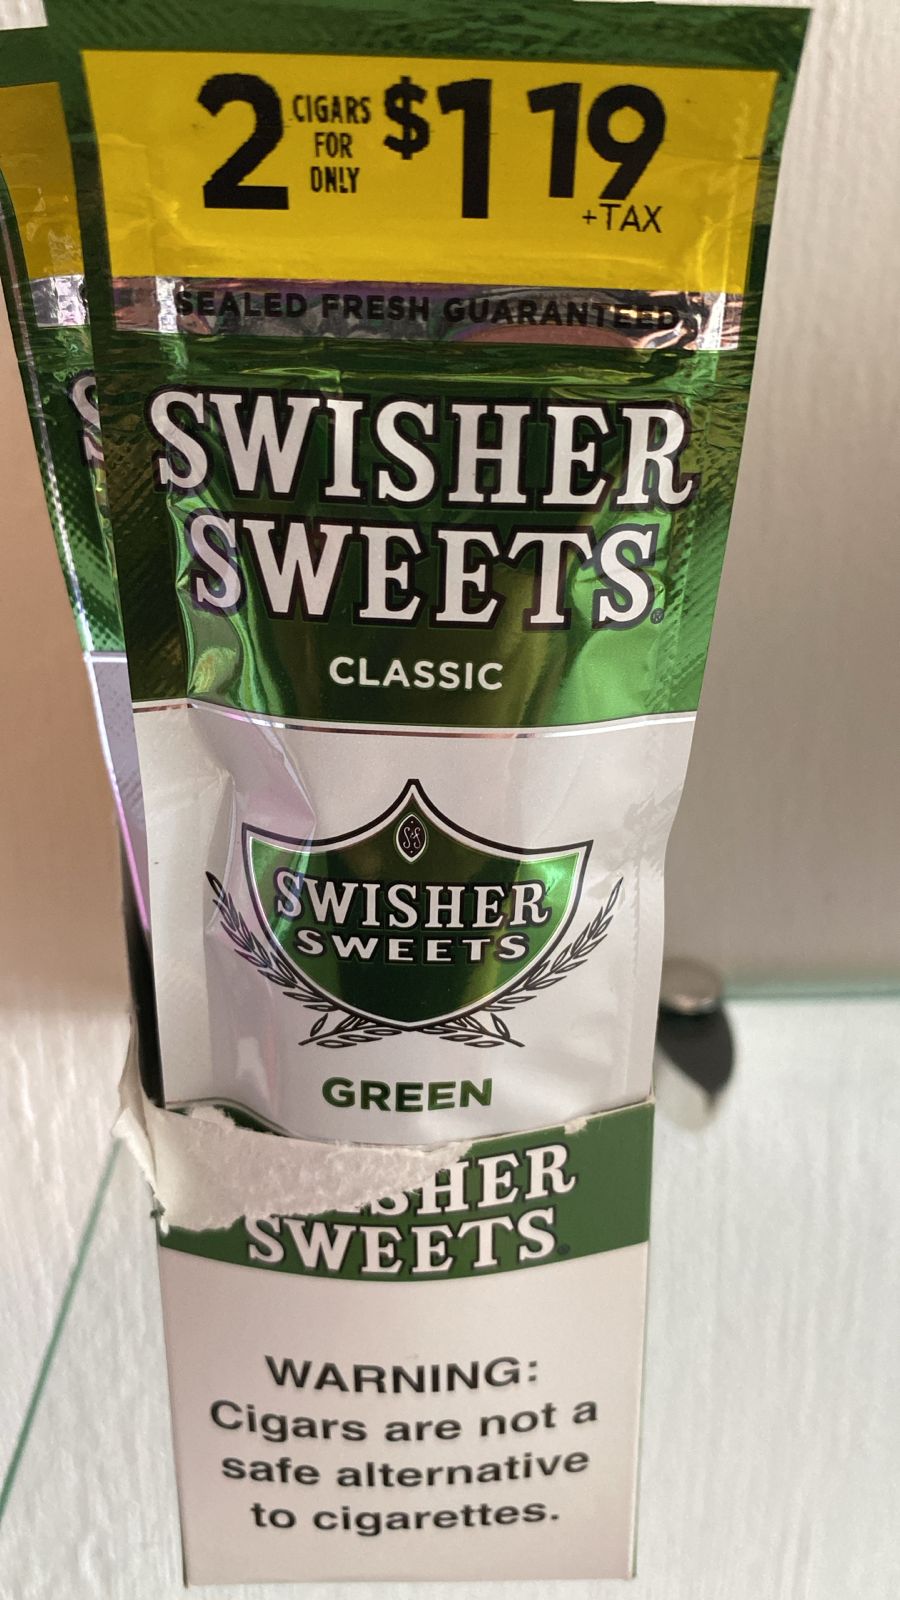 2 CIGARS FOR ONLY $1 19
+TAX
SEALED FRESH GUARANTEED
SWISHER
SWEETS®
CLASSIC
SWISHER
SWEETS
GREEN
SHER
SWEETS
WARNING:
Cigars are not a
safe alternative
to cigarettes.